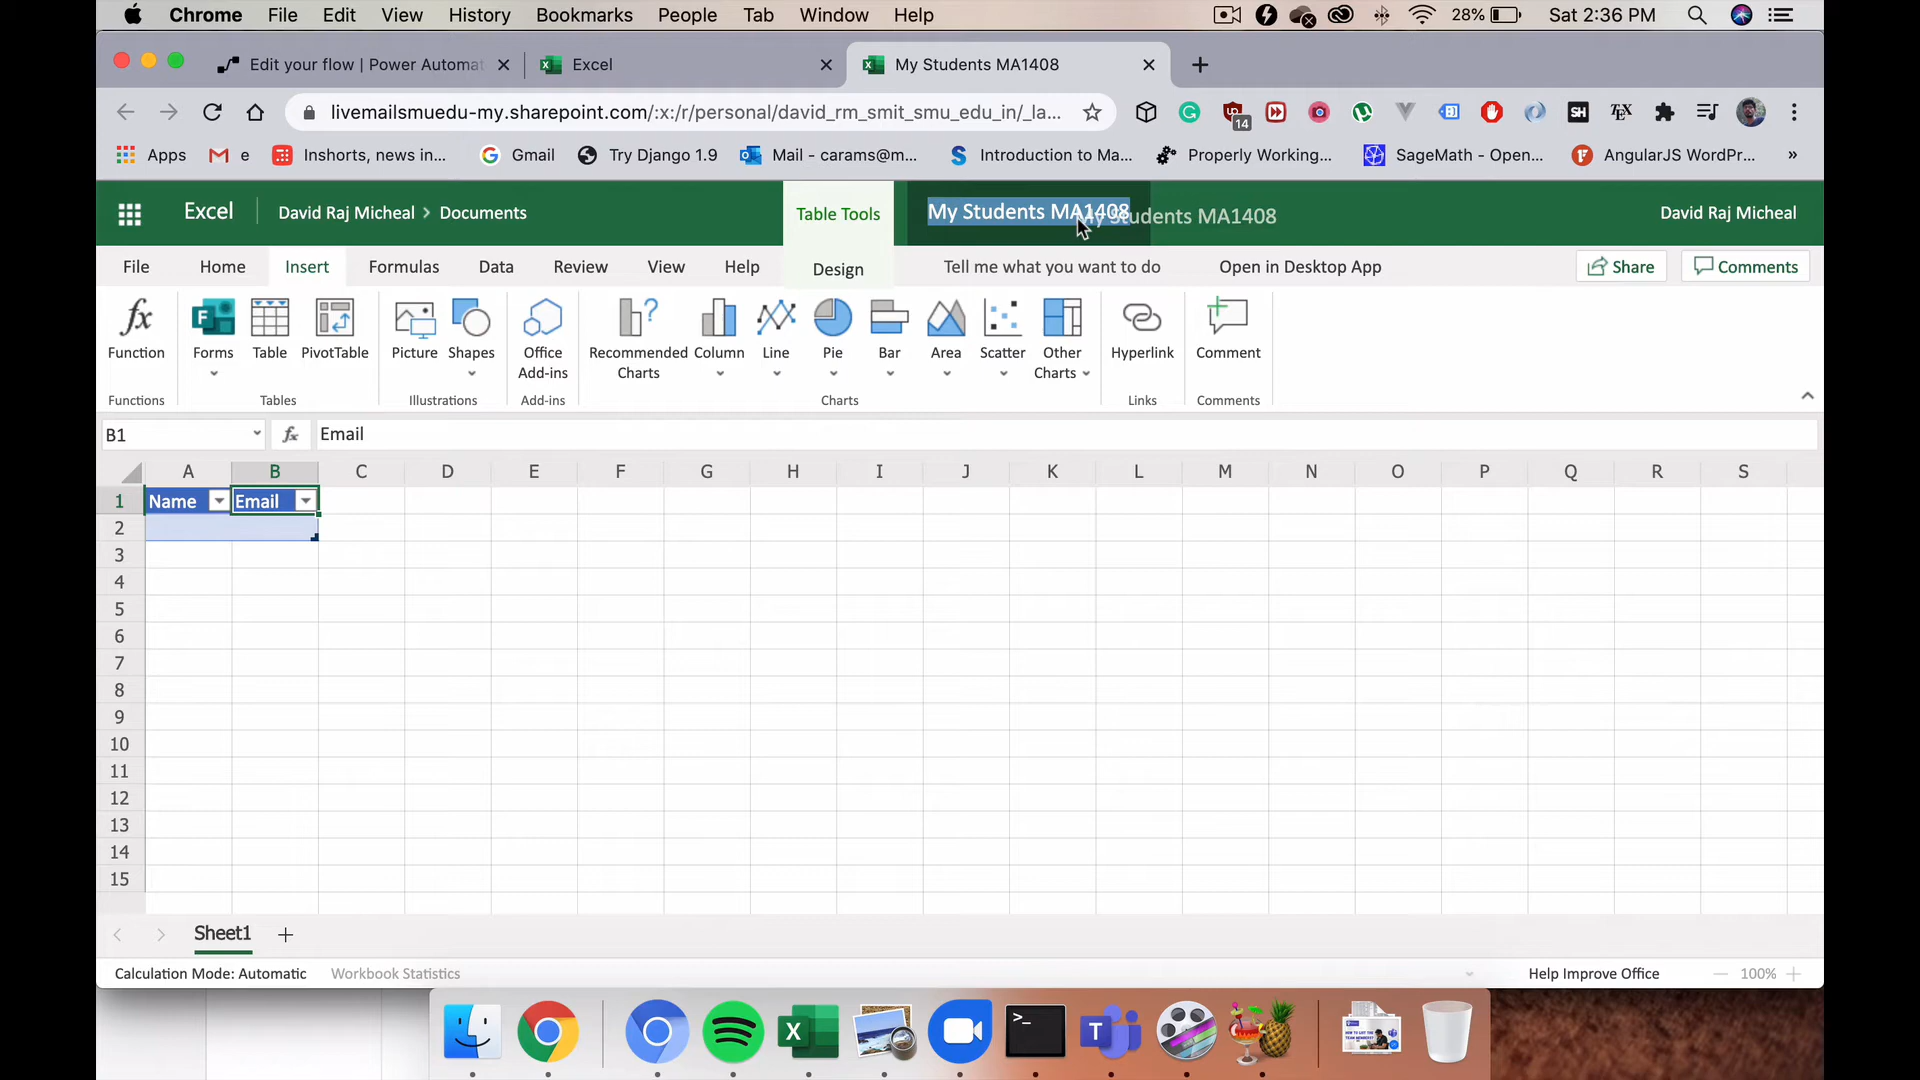 Chrome File Edit View History Bookmarks People Tab Window Help 28% Sat 2:36 PM
Edit your flow | Power Automat Excel My Students MA1408
livemailsmuedu-my.sharepoint.com/:x:/r/personal/david_rm_smit_smu_edu_in/_la... 14 SH TEX
Apps e Inshorts, news in... Gmail Try Django 1.9 Mail - carams@m... Introduction to Ma... Properly Working... SageMath - Open... AngularJS WordPr... »
Excel David Raj Micheal > Documents Table Tools My Students MA1408 My Students MA1408 David Raj Micheal
File Home Insert Formulas Data Review View Help Design Tell me what you want to do Open in Desktop App Share Comments
Function Forms Table PivotTable Picture Shapes Office Add-ins Recommended Charts Column Line Pie Bar Area Scatter Other Charts Hyperlink Comment
Functions Tables Illustrations Add-ins Charts Links Comments
B1 fx Email
A B C D E F G H I J K L M N O P Q R S
1 Name Email
2
3
4
5
6
7
8
9
10
11
12
13
14
15
Sheet1 +
Calculation Mode: Automatic Workbook Statistics Help Improve Office 100%